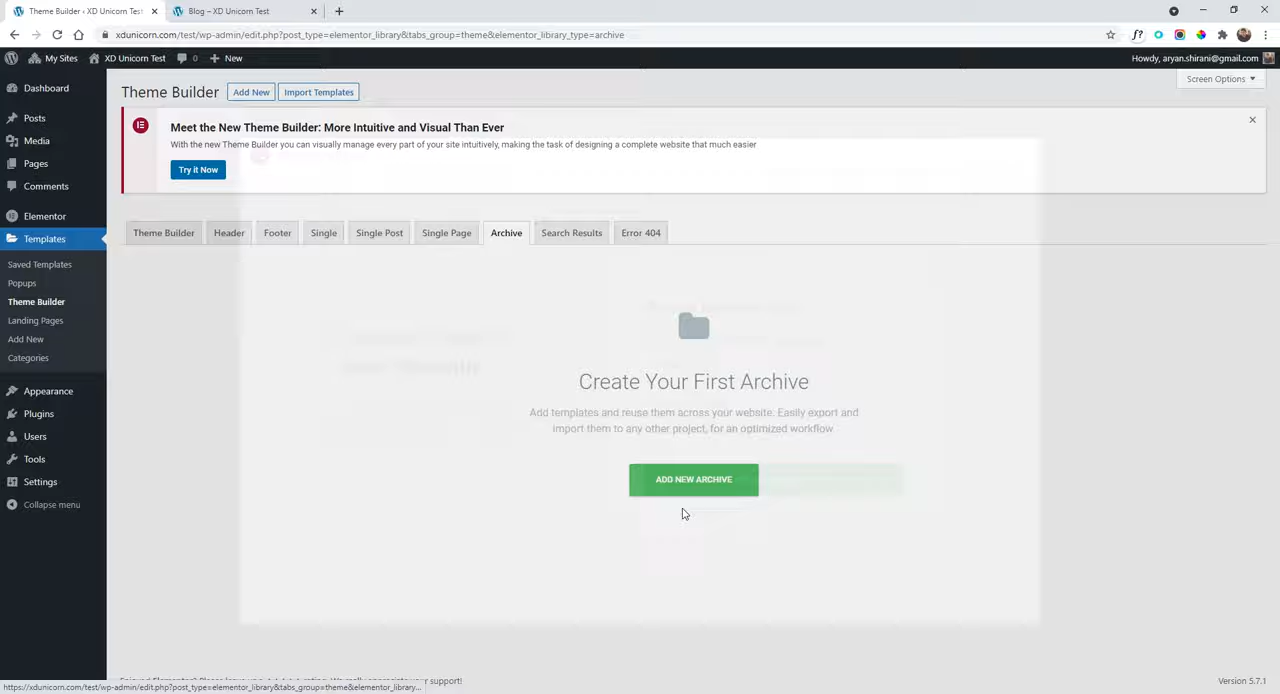 Theme Builder ‹ XD Unicorn Test
Blog – XD Unicorn Test
xdunicorn.com/test/wp-admin/edit.php?post_type=elementor_library&tabs_group=theme&elementor_library_type=archive
f?
My Sites
XD Unicorn Test
0
New
Howdy, aryan.shirani@gmail.com
Dashboard
Posts
Media
Pages
Comments
Elementor
Templates
Saved Templates
Popups
Theme Builder
Landing Pages
Add New
Categories
Appearance
Plugins
Users
Tools
Settings
Collapse menu
Theme Builder
Add New
Import Templates
Screen Options
Meet the New Theme Builder: More Intuitive and Visual Than Ever
With the new Theme Builder you can visually manage every part of your site intuitively, making the task of designing a complete website that much easier
Try it Now
Theme Builder
Header
Footer
Single
Single Post
Single Page
Archive
Search Results
Error 404
Create Your First Archive
Add templates and reuse them across your website. Easily export and
import them to any other project, for an optimized workflow
ADD NEW ARCHIVE
https://xdunicorn.com/test/wp-admin/edit.php?post_type=elementor_library&tabs_group=theme&elementor_library...
support!
Version 5.7.1